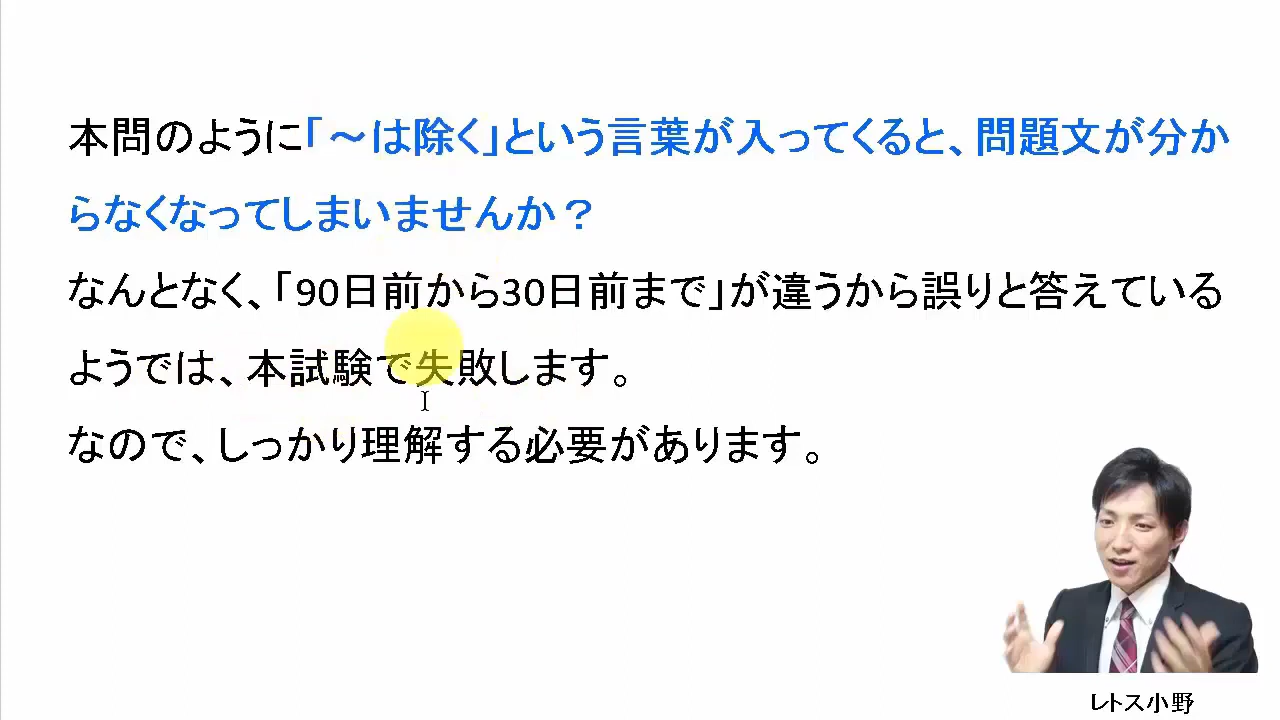 本問のように「～は除く」という言葉が入ってくると、問題文が分か
らなくなってしまいませんか？
なんとなく、「90日前から30日前まで」が違うから誤りと答えている
ようでは、本試験で失敗します。
なので、しっかり理解する必要があります。
レトス小野